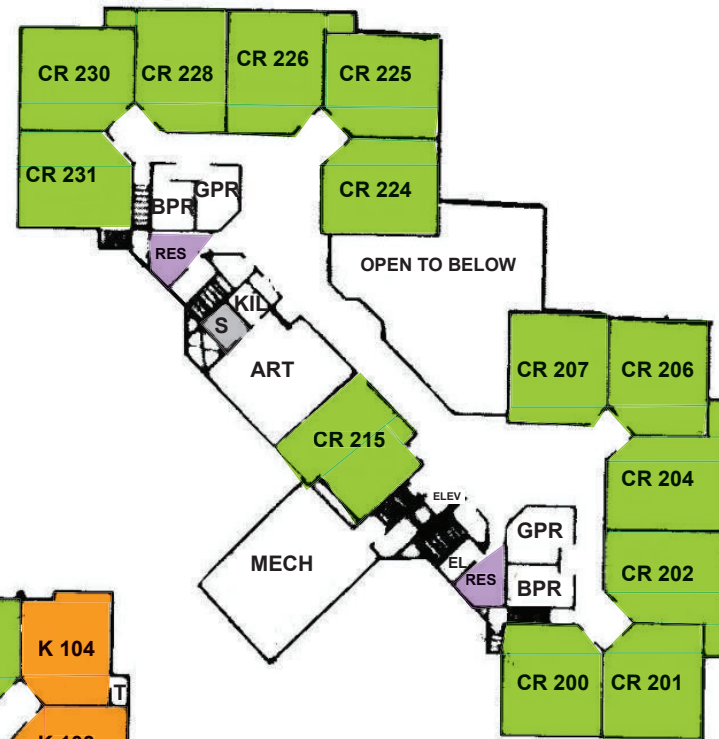 CR 230
CR 228
CR 226
CR 225
CR 231
BPR
GPR
CR 224
RES
OPEN TO BELOW
KIL
S
ART
CR 207
CR 206
CR 215
CR 204
ELEV
GPR
MECH
EL
RES
BPR
CR 202
K 104
T
CR 200
CR 201